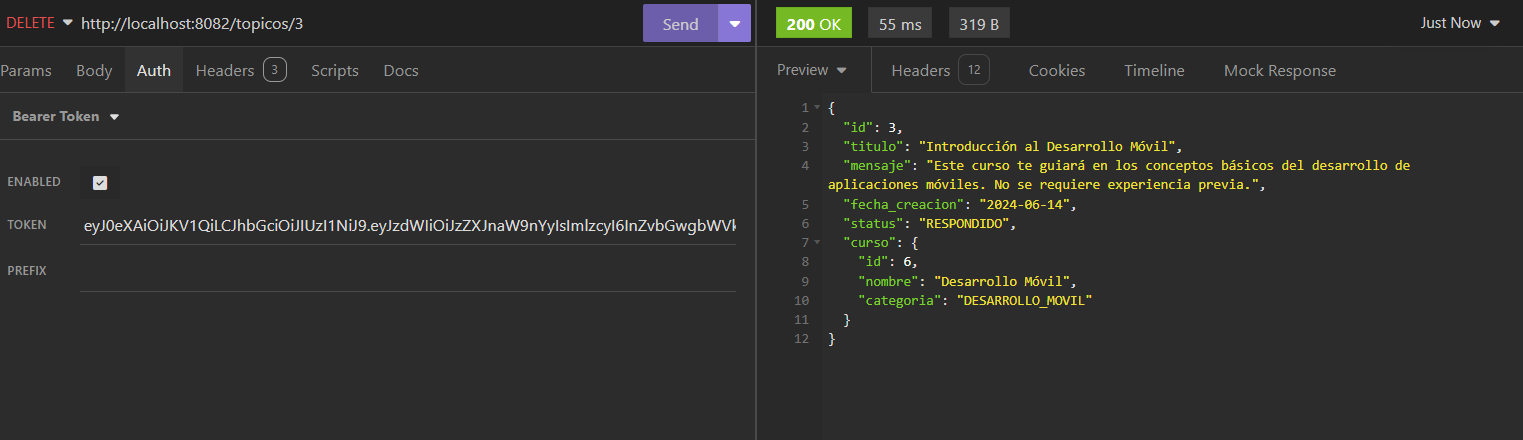 DELETE http://localhost:8082/topicos/3
Send
200 OK 55 ms 319 B
Just Now
Params Body Auth Headers 3 Scripts Docs
Preview Headers 12 Cookies Timeline Mock Response
Bearer Token
ENABLED
TOKEN eyJ0eXAiOiJKV1QiLCJhbGciOiJIUzI1NiJ9.eyJzdWIiOiJzZXJnaW9nYyIsImlzcyI6InZvbGwgbWVk
PREFIX
1 {
2 "id": 3,
3 "titulo": "Introducción al Desarrollo Móvil",
4 "mensaje": "Este curso te guiará en los conceptos básicos del desarrollo de
aplicaciones móviles. No se requiere experiencia previa.",
5 "fecha_creacion": "2024-06-14",
6 "status": "RESPONDIDO",
7 "curso": {
8 "id": 6,
9 "nombre": "Desarrollo Móvil",
10 "categoria": "DESARROLLO_MOVIL"
11 }
12 }